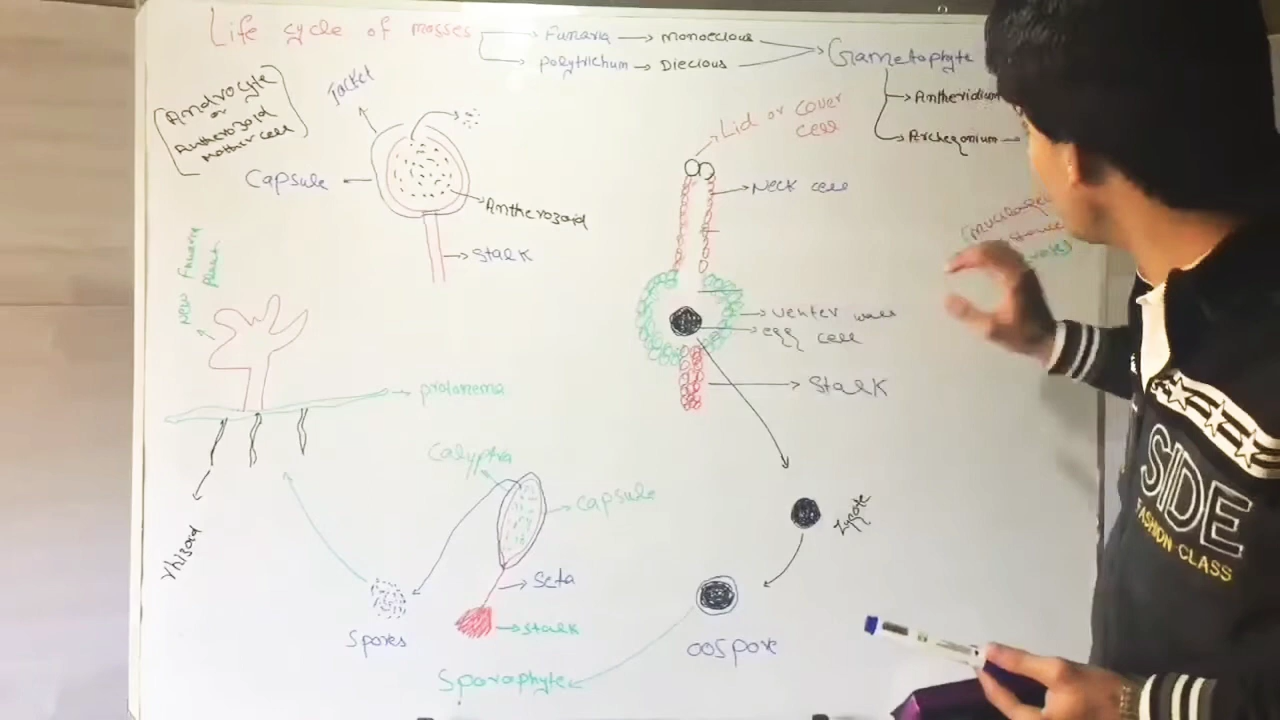 Life cycle of mosses
Funaria
Monoecious
polytrichum
Diecious
Gametophyte
Antheridium
Archegonium
Androcyte
or
Antherozoid
Mother cell
Jacket
Capsule
Antherozoid
Stalk
Lid or cover
cell
Neck cell
venter wall
egg cell
Stalk
New Funaria
Plant
protonema
rhizoid
Calyptra
capsule
Seta
Stalk
Spores
Sporophyte
oospore
Zygote
SIDE
FASHION CLASS